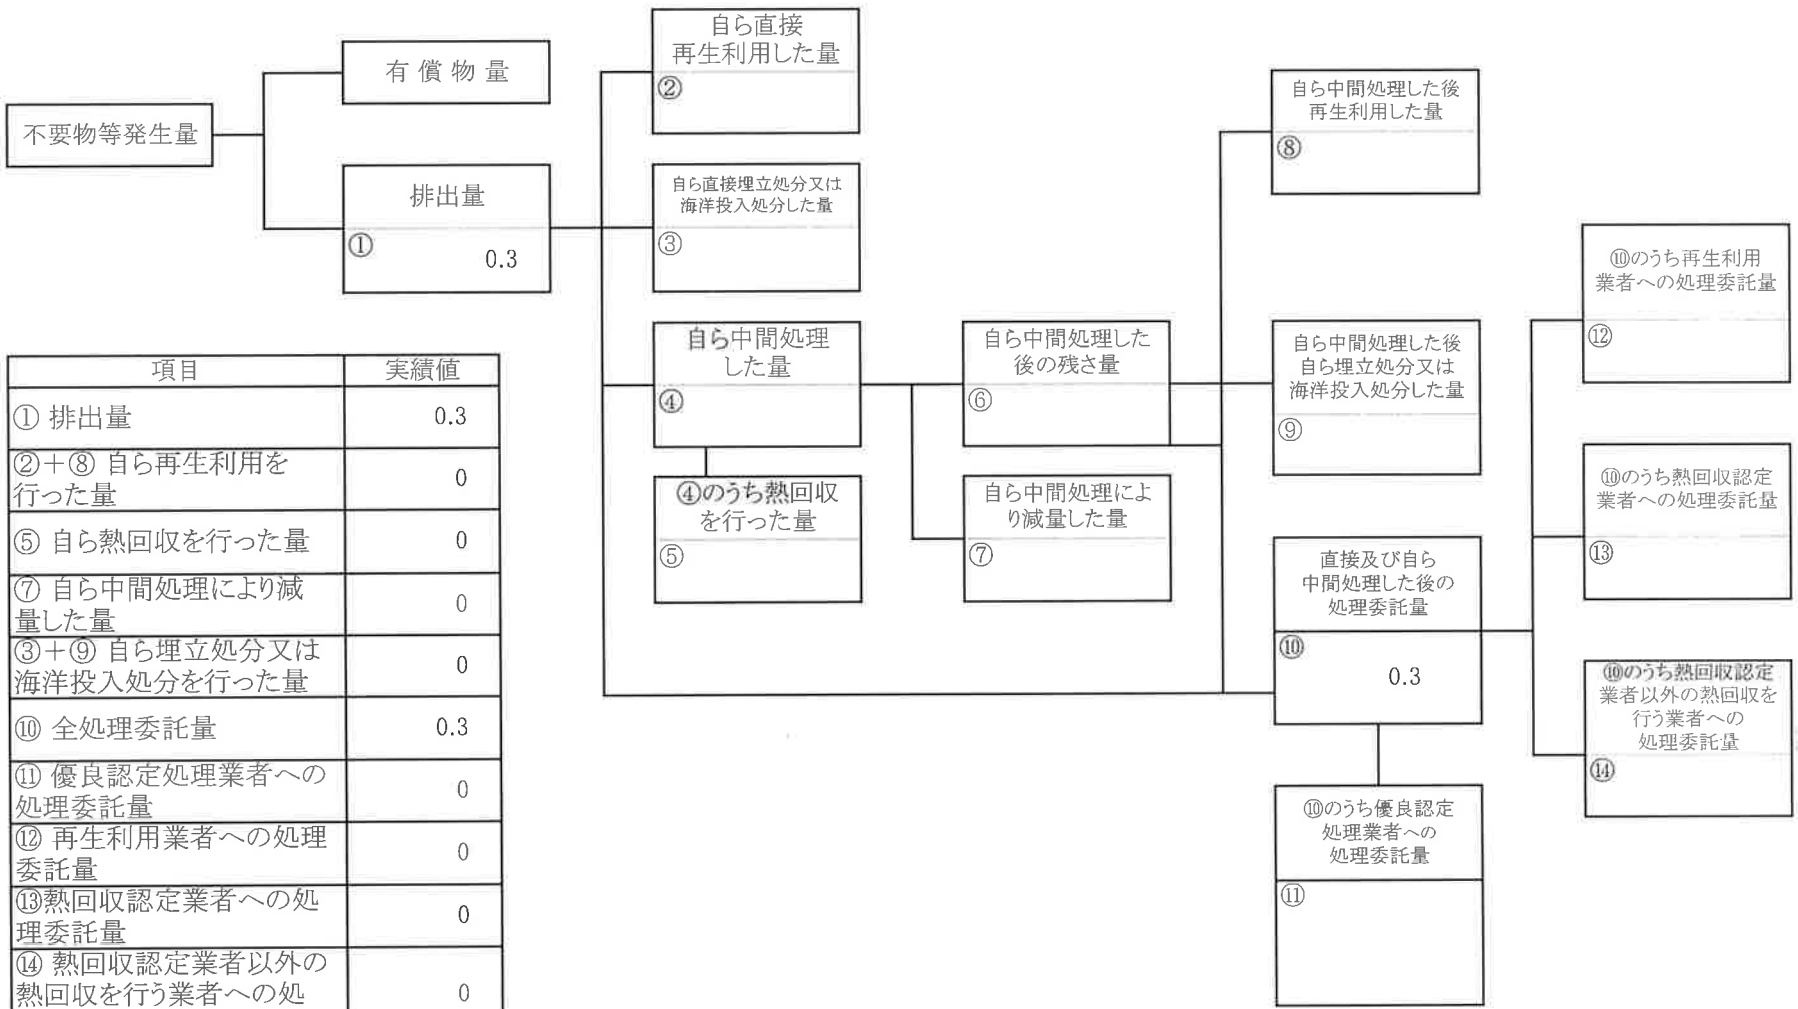 不要物等発生量
有償物量
排出量
①
0.3
自ら直接
再生利用した量
②
自ら直接埋立処分又は
海洋投入処分した量
③
自ら中間処理
した量
④
④のうち熱回収
を行った量
⑤
自ら中間処理した
後の残さ量
⑥
自ら中間処理によ
り減量した量
⑦
自ら中間処理した後
再生利用した量
⑧
自ら中間処理した後
自ら埋立処分又は
海洋投入処分した量
⑨
直接及び自ら
中間処理した後の
処理委託量
⑩
0.3
⑩のうち優良認定
処理業者への
処理委託量
⑪
⑩のうち再生利用
業者への処理委託量
⑫
⑩のうち熱回収認定
業者への処理委託量
⑬
⑩のうち熱回収認定
業者以外の熱回収を
行う業者への
処理委託量
⑭
項目 実績値
① 排出量 0.3
②+⑧ 自ら再生利用を
行った量 0
⑤ 自ら熱回収を行った量 0
⑦ 自ら中間処理により減
量した量 0
③+⑨ 自ら埋立処分又は
海洋投入処分を行った量 0
⑩ 全処理委託量 0.3
⑪ 優良認定処理業者への
処理委託量 0
⑫ 再生利用業者への処理
委託量 0
⑬熱回収認定業者への処
理委託量 0
⑭ 熱回収認定業者以外の
熱回収を行う業者への処 0